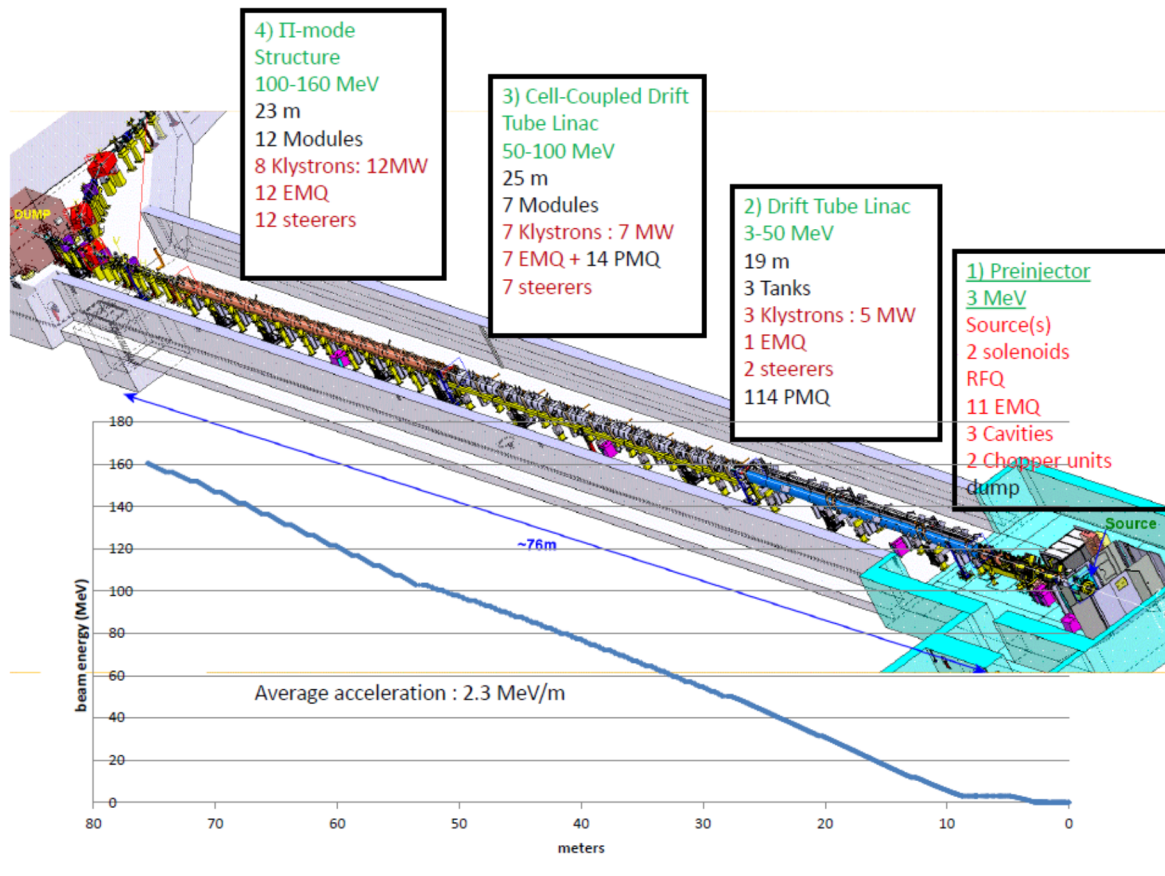 4) Π-mode
Structure
100-160 MeV
23 m
12 Modules
8 Klystrons: 12MW
12 EMQ
12 steerers
3) Cell-Coupled Drift
Tube Linac
50-100 MeV
25 m
7 Modules
7 Klystrons : 7 MW
7 EMQ + 14 PMQ
7 steerers
2) Drift Tube Linac
3-50 MeV
19 m
3 Tanks
3 Klystrons : 5 MW
1 EMQ
2 steerers
114 PMQ
1) Preinjector
3 MeV
Source(s)
2 solenoids
RFQ
11 EMQ
3 Cavities
2 Chopper units
dump
DUMP
Source
~76m
180
160
140
120
100
80
60
40
20
0
beam energy (MeV)
Average acceleration : 2.3 MeV/m
80 70 60 50 40 30 20 10 0
meters